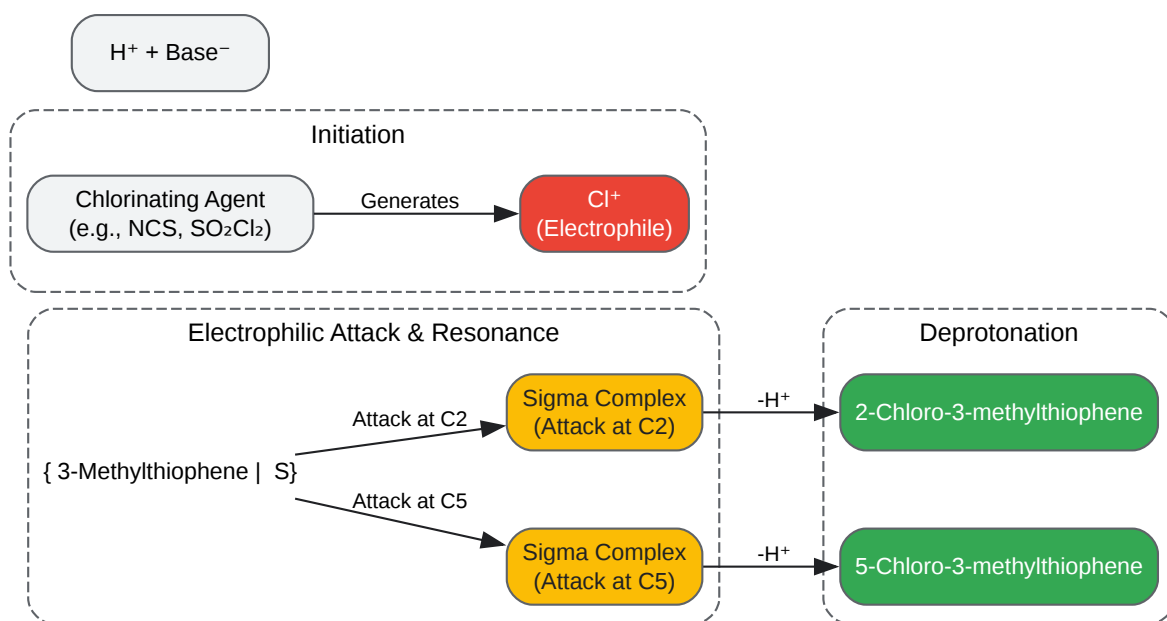 H⁺ + Base⁻
Initiation
Chlorinating Agent
(e.g., NCS, SO₂Cl₂)
Generates
Cl⁺
(Electrophile)
Electrophilic Attack & Resonance
{ 3-Methylthiophene | S}
Attack at C2
Attack at C5
Sigma Complex
(Attack at C2)
Sigma Complex
(Attack at C5)
-H⁺
-H⁺
Deprotonation
2-Chloro-3-methylthiophene
5-Chloro-3-methylthiophene